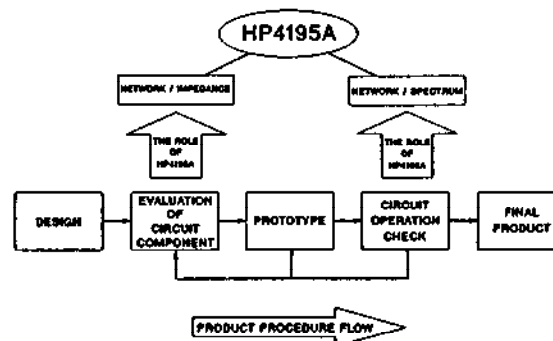 HP4195A
NETWORK / IMPEDANCE
NETWORK / SPECTRUM
THE ROLE
OF
HP4195A
THE ROLE
OF
HP4195A
DESIGN
EVALUATION
OF
CIRCUIT
COMPONENT
PROTOTYPE
CIRCUIT
OPERATION
CHECK
FINAL
PRODUCT
PRODUCT PROCEDURE FLOW